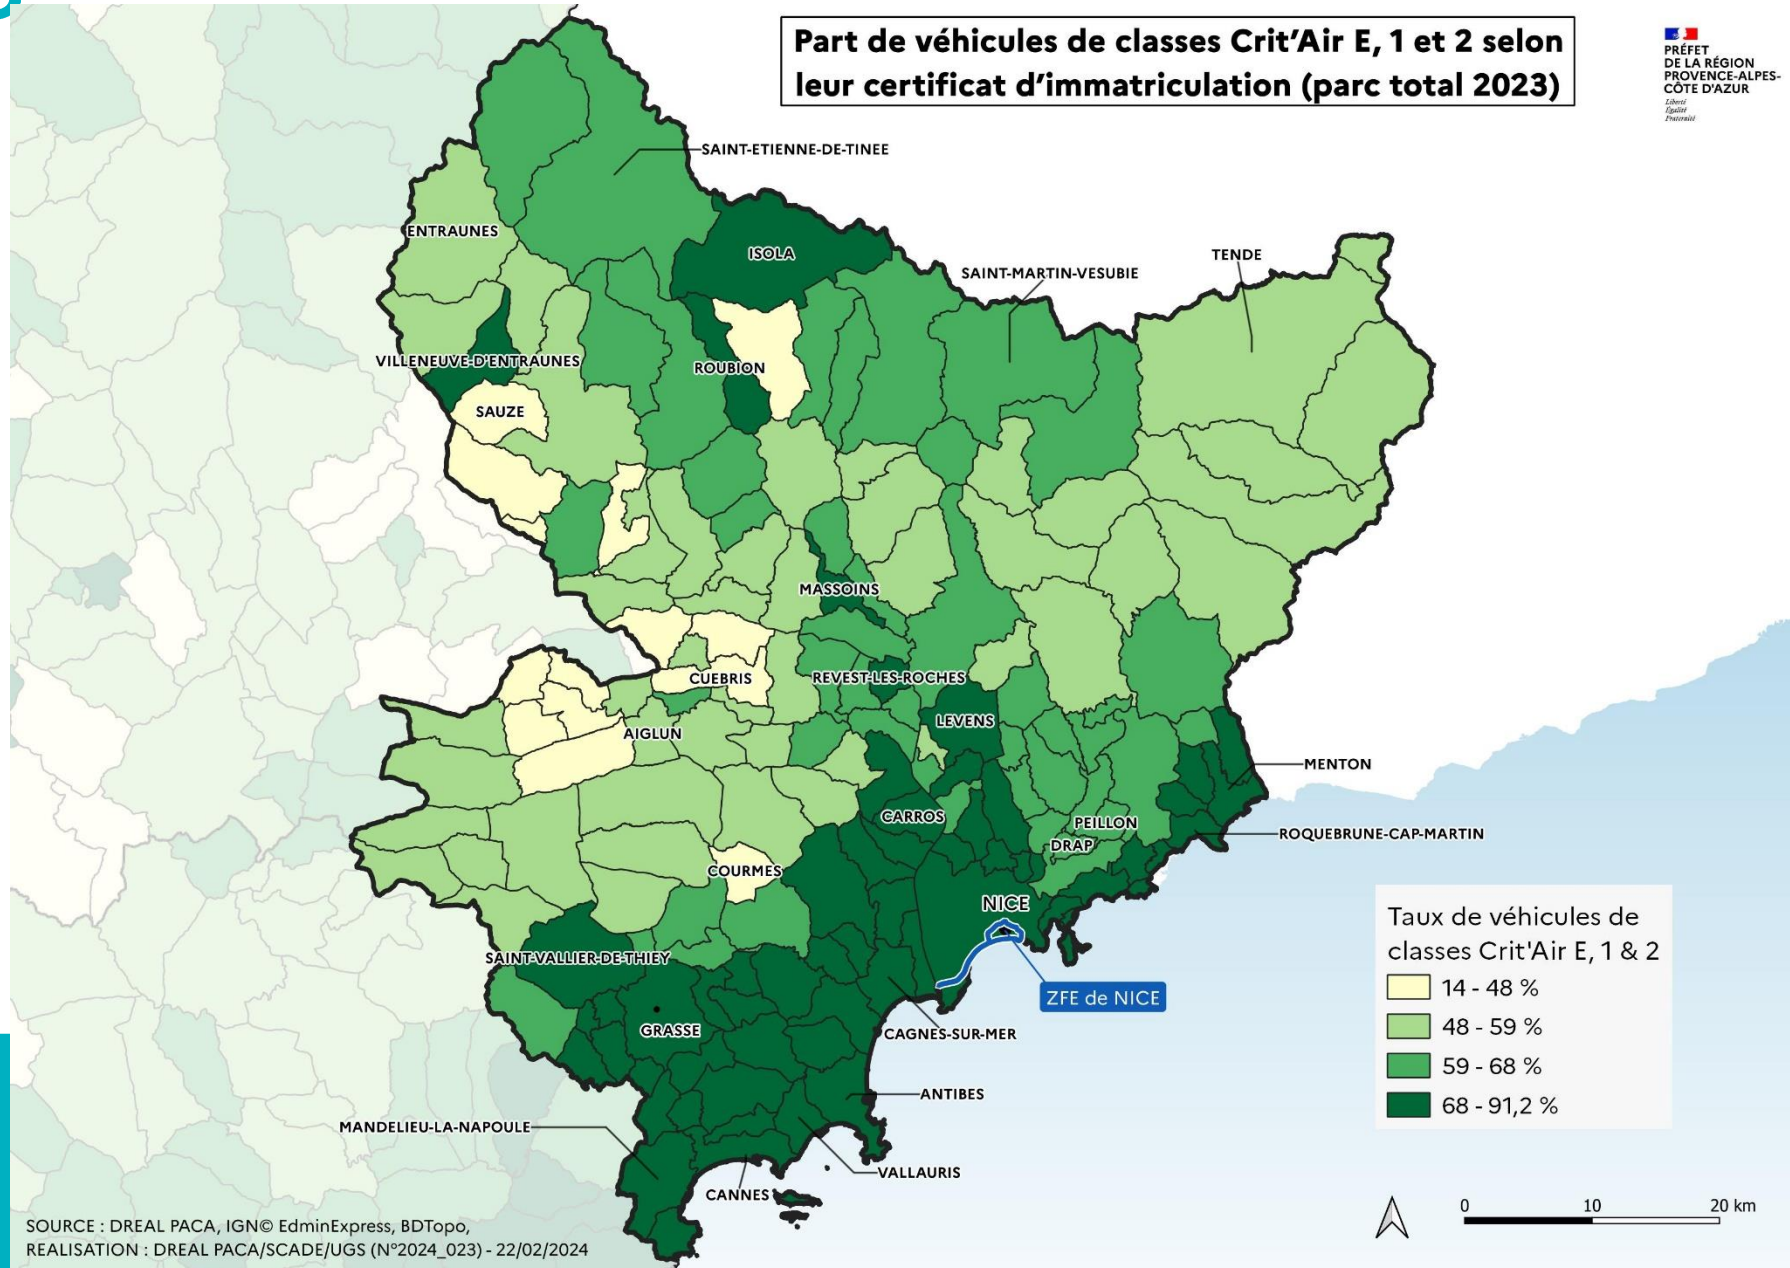 Part de véhicules de classes Crit'Air E, 1 et 2 selon
leur certificat d'immatriculation (parc total 2023)
PRÉFET
DE LA RÉGION
PROVENCE-ALPES-
CÔTE D'AZUR
Liberté
Égalité
Fraternité
SAINT-ETIENNE-DE-TINEE
ENTRAUNES
ISOLA
SAINT-MARTIN-VESUBIE
TENDE
VILLENEUVE-D'ENTRAUNES
ROUBION
SAUZE
MASSOINS
CUEBRIS
REVEST-LES-ROCHES
AIGLUN
LEVENS
MENTON
CARROS
PEILLON
ROQUEBRUNE-CAP-MARTIN
DRAP
COURMES
NICE
SAINT-VALLIER-DE-THIEY
ZFE de NICE
GRASSE
CAGNES-SUR-MER
ANTIBES
MANDELIEU-LA-NAPOULE
VALLAURIS
CANNES
Taux de véhicules de
classes Crit'Air E, 1 & 2
14 - 48 %
48 - 59 %
59 - 68 %
68 - 91,2 %
0 10 20 km
SOURCE : DREAL PACA, IGN© EdminExpress, BDTopo,
REALISATION : DREAL PACA/SCADE/UGS (N°2024_023) - 22/02/2024